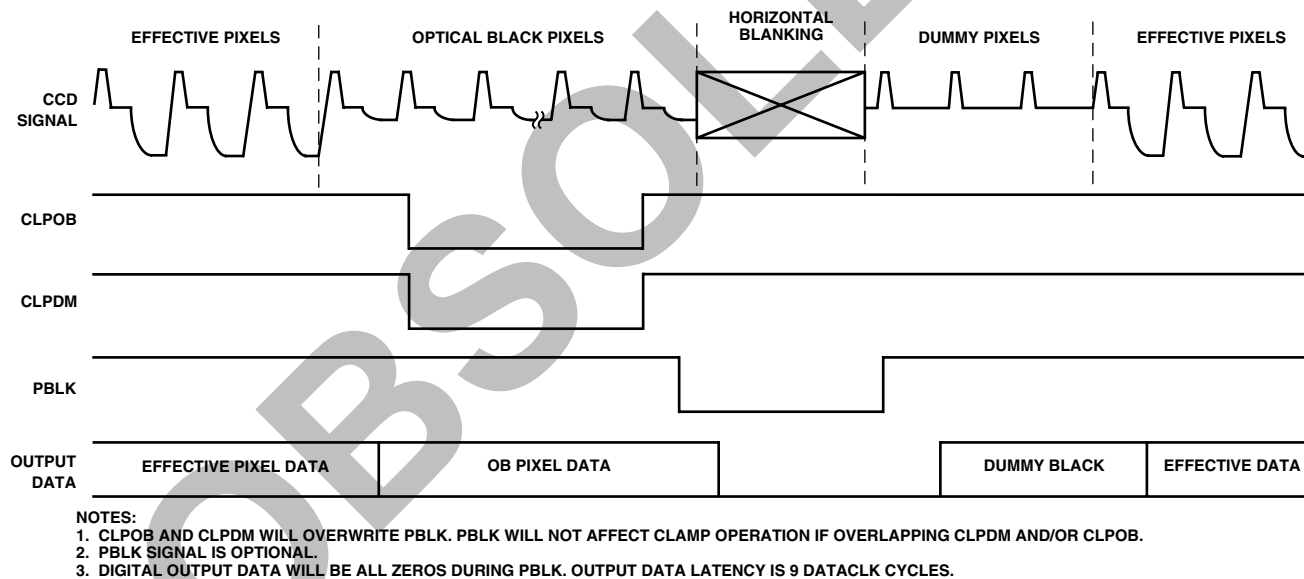 EFFECTIVE PIXELS
OPTICAL BLACK PIXELS
HORIZONTAL
BLANKING
DUMMY PIXELS
EFFECTIVE PIXELS
CCD
SIGNAL
CLPOB
CLPDM
PBLK
OUTPUT
DATA
EFFECTIVE PIXEL DATA
OB PIXEL DATA
DUMMY BLACK
EFFECTIVE DATA
NOTES:
1. CLPOB AND CLPDM WILL OVERWRITE PBLK. PBLK WILL NOT AFFECT CLAMP OPERATION IF OVERLAPPING CLPDM AND/OR CLPOB.
2. PBLK SIGNAL IS OPTIONAL.
3. DIGITAL OUTPUT DATA WILL BE ALL ZEROS DURING PBLK. OUTPUT DATA LATENCY IS 9 DATACLK CYCLES.
OBSOLE